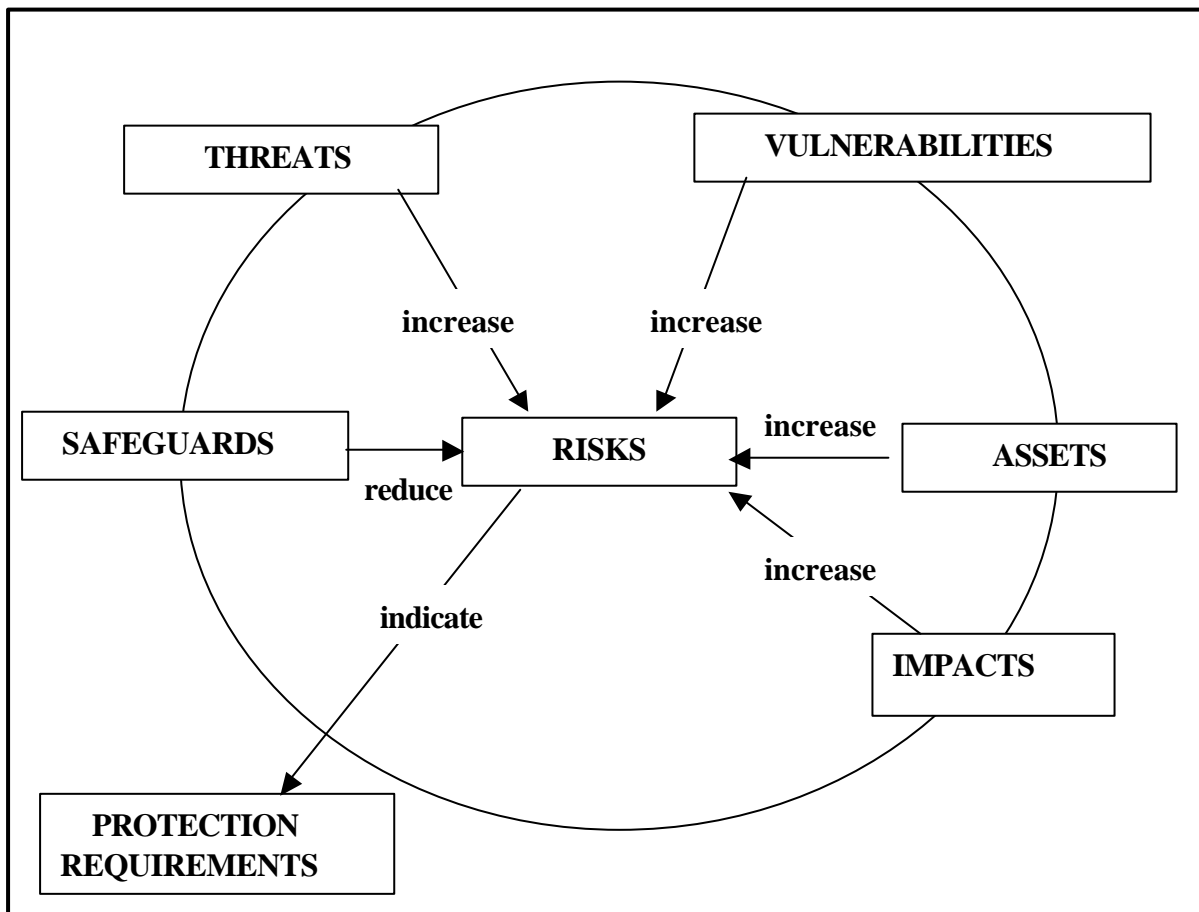 THREATS
VULNERABILITIES
increase
increase
SAFEGUARDS
RISKS
increase
ASSETS
reduce
increase
indicate
IMPACTS
PROTECTION
REQUIREMENTS